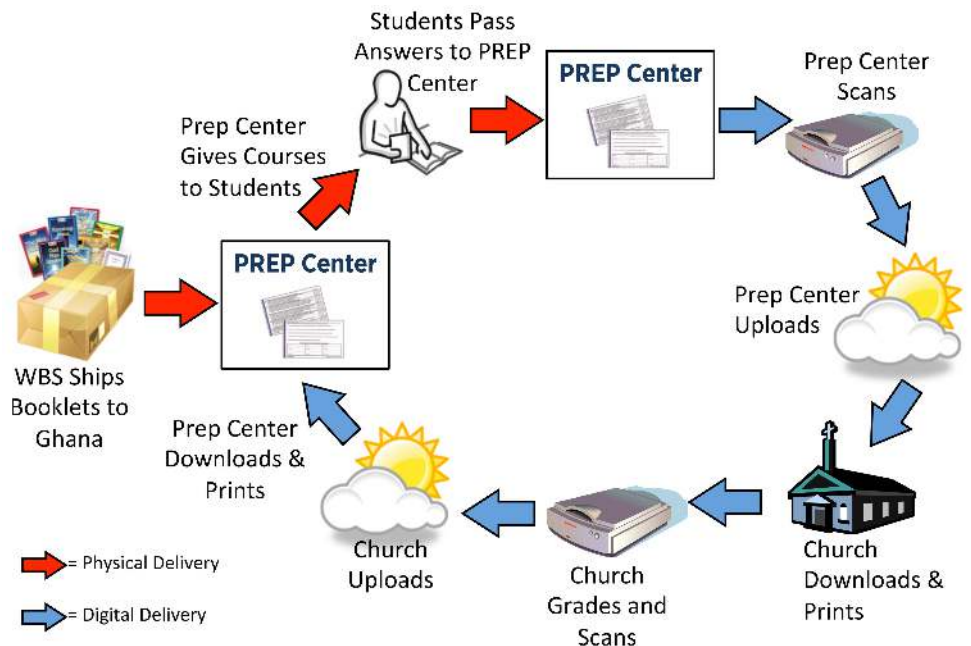 Students Pass
Answers to PREP
Center
PREP Center
Prep Center
Scans
Prep Center
Gives Courses
to Students
PREP Center
Prep Center
Uploads
WBS Ships
Booklets to
Ghana
Prep Center
Downloads &
Prints
Church
Uploads
Church
Grades and
Scans
Church
Downloads &
Prints
= Physical Delivery
= Digital Delivery